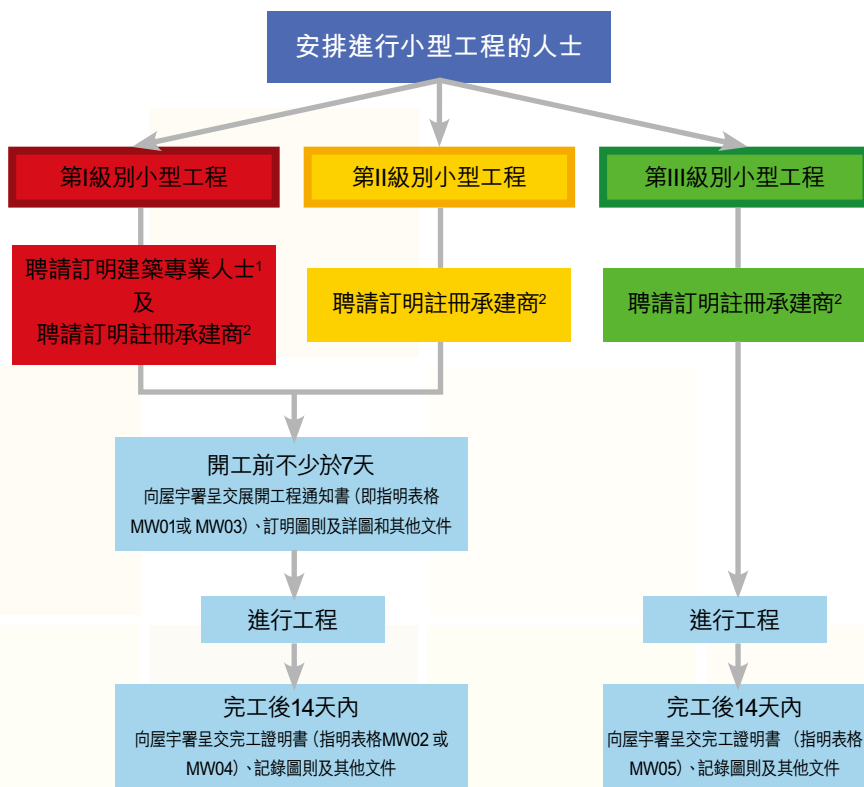 安排進行小型工程的人士
第I級別小型工程
第II級別小型工程
第III級別小型工程
聘請訂明建築專業人士¹
及
聘請訂明註冊承建商²
聘請訂明註冊承建商²
聘請訂明註冊承建商²
開工前不少於7天
向屋宇署呈交展開工程通知書 (即指明表格
MW01或 MW03)、訂明圖則及詳圖和其他文件
進行工程
進行工程
完工後14天內
向屋宇署呈交完工證明書 (指明表格MW02 或
MW04)、記錄圖則及其他文件
完工後14天內
向屋宇署呈交完工證明書 (指明表格
MW05)、記錄圖則及其他文件